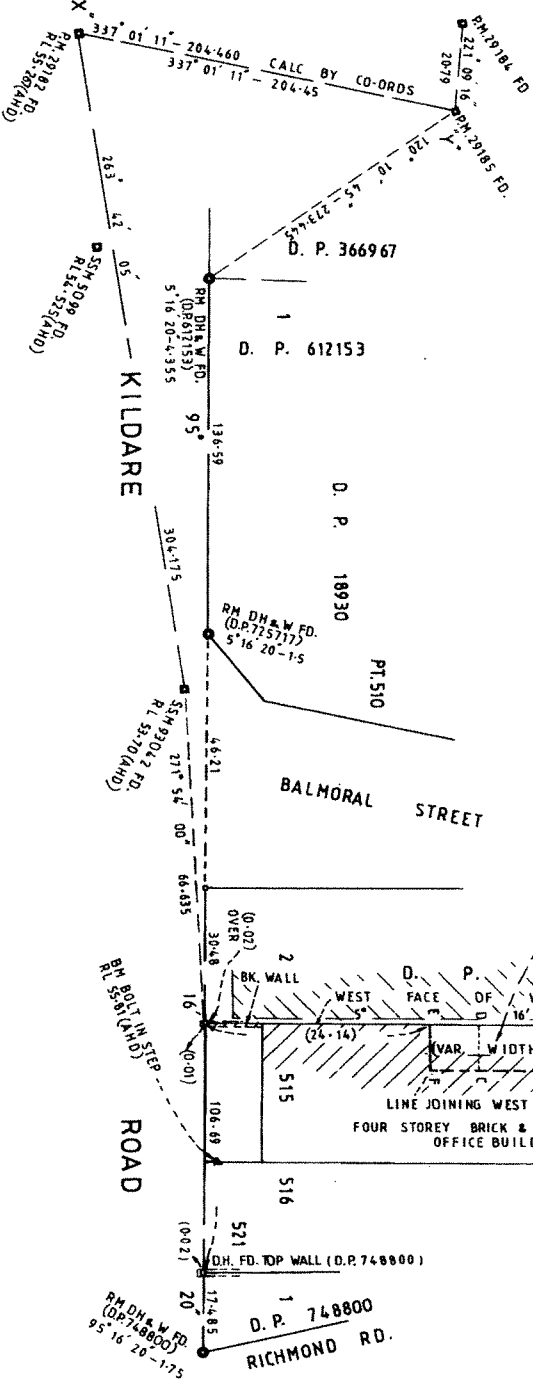 P.M. 29184 FD
221° 09' 16"
20·79
P.M. 29185 FD.
"Y"
X"
337° 01' 11" - 204·460
CALC BY CO-ORDS
337° 01' 11" - 204·45
P.M. 29182 FD.
RL 55·26 (AHD)
120° 10' 45" - 273·445
D. P. 366967
263° 42' 05"
SSM 5099 FD.
RL 54·525 (AHD)
RM DH & W FD.
(D.P.612153)
5° 16' 20" - 4·355
1
D. P. 612153
KILDARE
95°
136·59
D. P. 18930
304·175
RM DH & W FD.
(D.P.725717)
5° 16' 20" - 1·5
PT. 510
SSM 93042 FD.
RL 53·70 (AHD)
271° 54' 00"
46·21
66·635
BALMORAL STREET
(0·02)
OVER
30·48
2
D. P.
BK. WALL
WEST FACE OF W
5° 16'
(24·14)
E D
(VAR. WIDTH
F C
16'
(0·01)
BM BOLT IN STEP
RL 55·81 (AHD)
515
LINE JOINING WEST
FOUR STOREY BRICK &
OFFICE BUILD
106·69
516
ROAD
521
(0·02)
D.H. FD. TOP WALL (D.P. 748800)
20"
17·485
1
D. P. 748800
RM DH & W FD.
(D.P.748800)
95° 16' 20" - 1·75
RICHMOND RD.